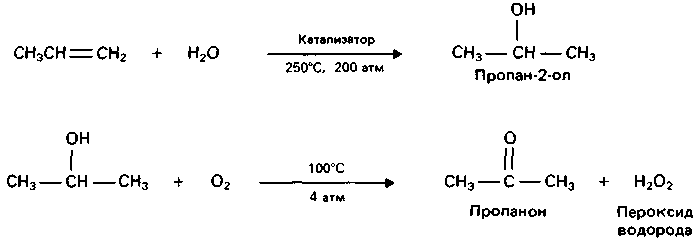 OH
CH₃CH=CH₂ + H₂O Катализатор CH₃—CH—CH₃
250°C, 200 атм Пропан-2-ол
OH O
CH₃—CH—CH₃ + O₂ 100°C CH₃—C—CH₃ + H₂O₂
4 атм Пропанон Пероксид
водорода